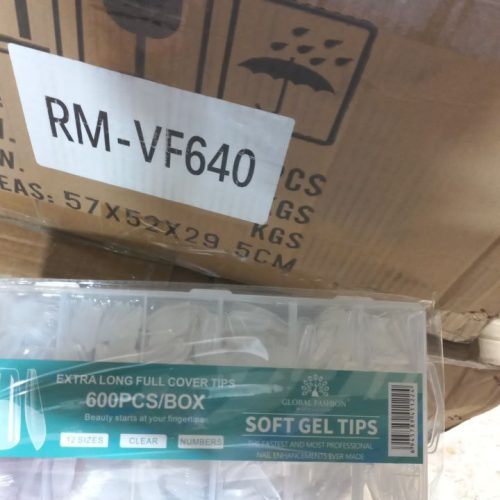 RM-VF640
PCS
KGS
N.
KGS
EAS: 57X52X29.5CM
EXTRA LONG FULL COVER TIPS
600PCS/BOX
Beauty starts at your fingertips
12 SIZES
CLEAR
NUMBERS
GLOBAL FASHION
SOFT GEL TIPS
THE FASTEST AND MOST PROFESSIONAL
NAIL ENHANCEMENTS EVER MADE